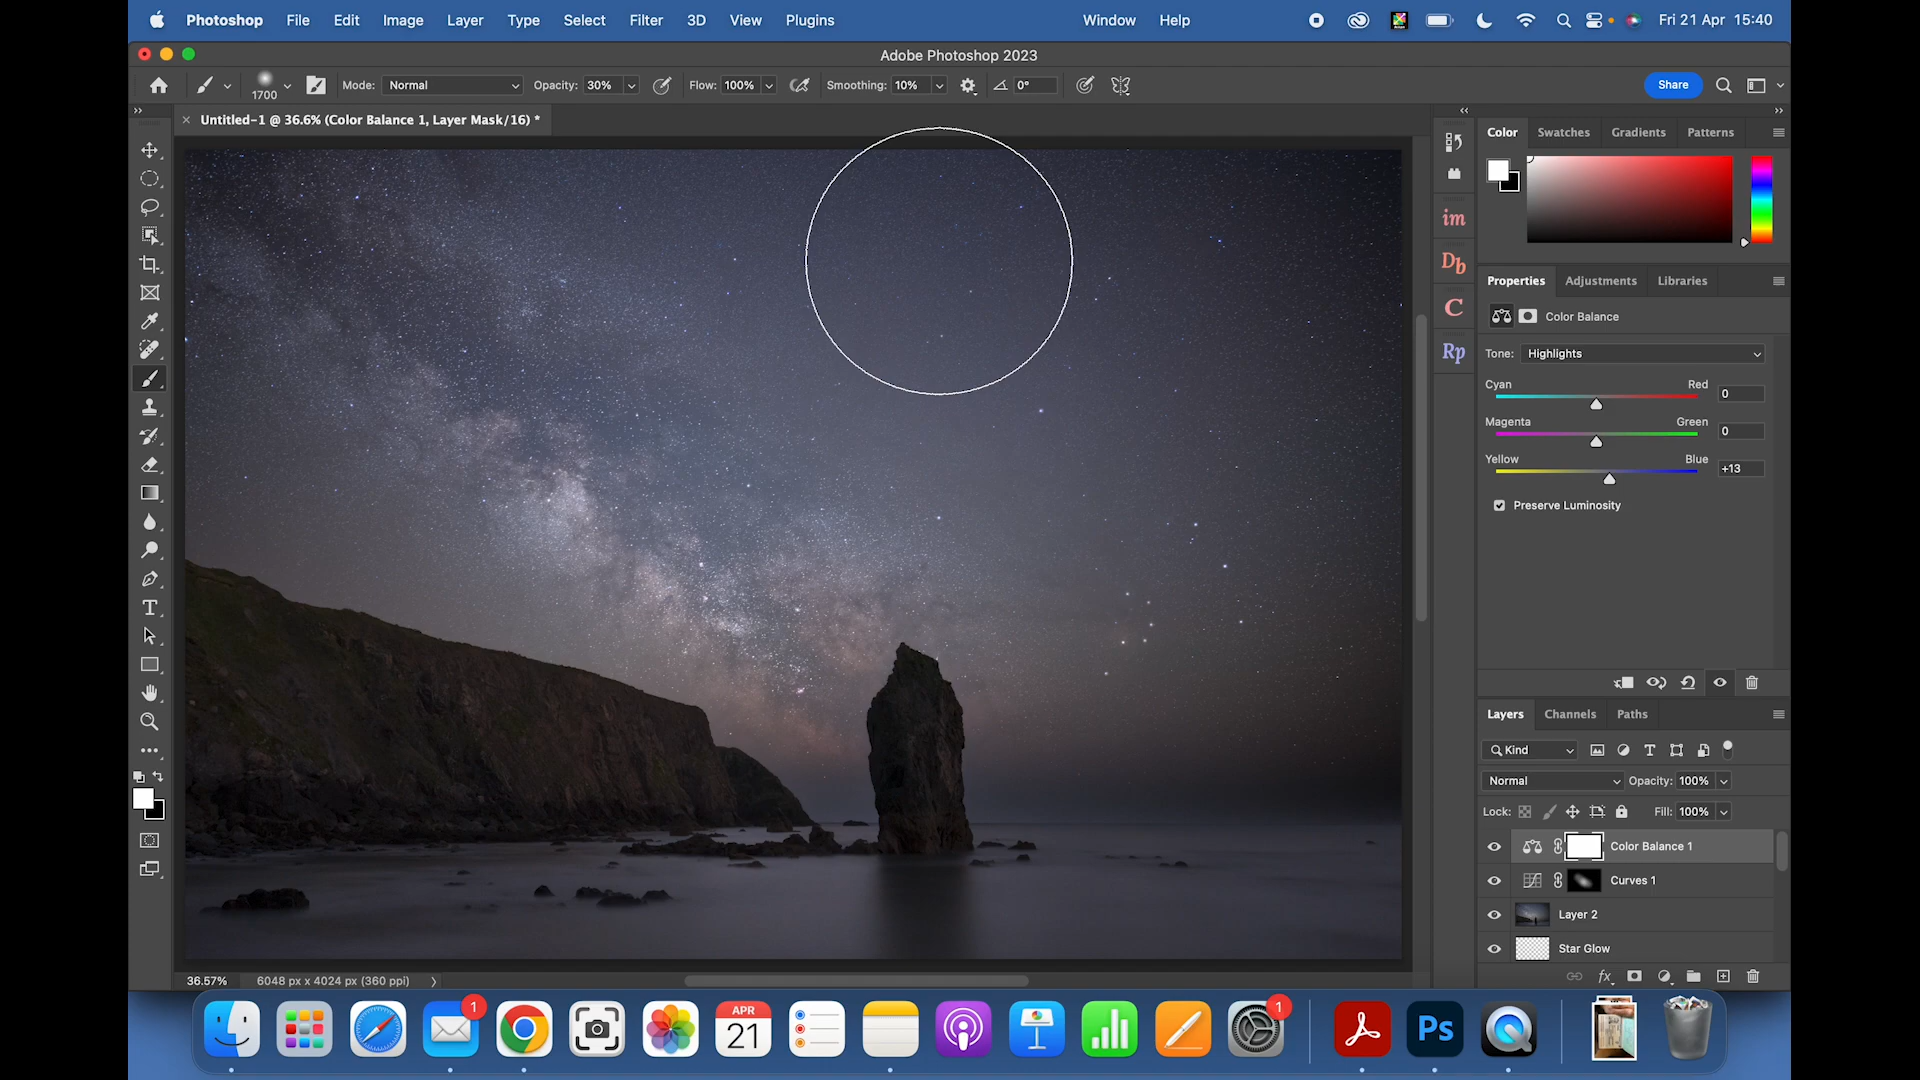 Photoshop File Edit Image Layer Type Select Filter 3D View Plugins Window Help Fri 21 Apr 15:40
Adobe Photoshop 2023
1700 Mode: Normal Opacity: 30% Flow: 100% Smoothing: 10% 0° Share
Untitled-1 @ 36.6% (Color Balance 1, Layer Mask/16) *
Color Swatches Gradients Patterns
im
Db
C
Rp
Properties Adjustments Libraries
Color Balance
Tone: Highlights
Cyan Red 0
Magenta Green 0
Yellow Blue +13
Preserve Luminosity
Layers Channels Paths
Kind
Normal Opacity: 100%
Lock: Fill: 100%
Color Balance 1
Curves 1
Layer 2
Star Glow
36.57% 6048 px x 4024 px (360 ppi)
1
APR
21
1
Ps